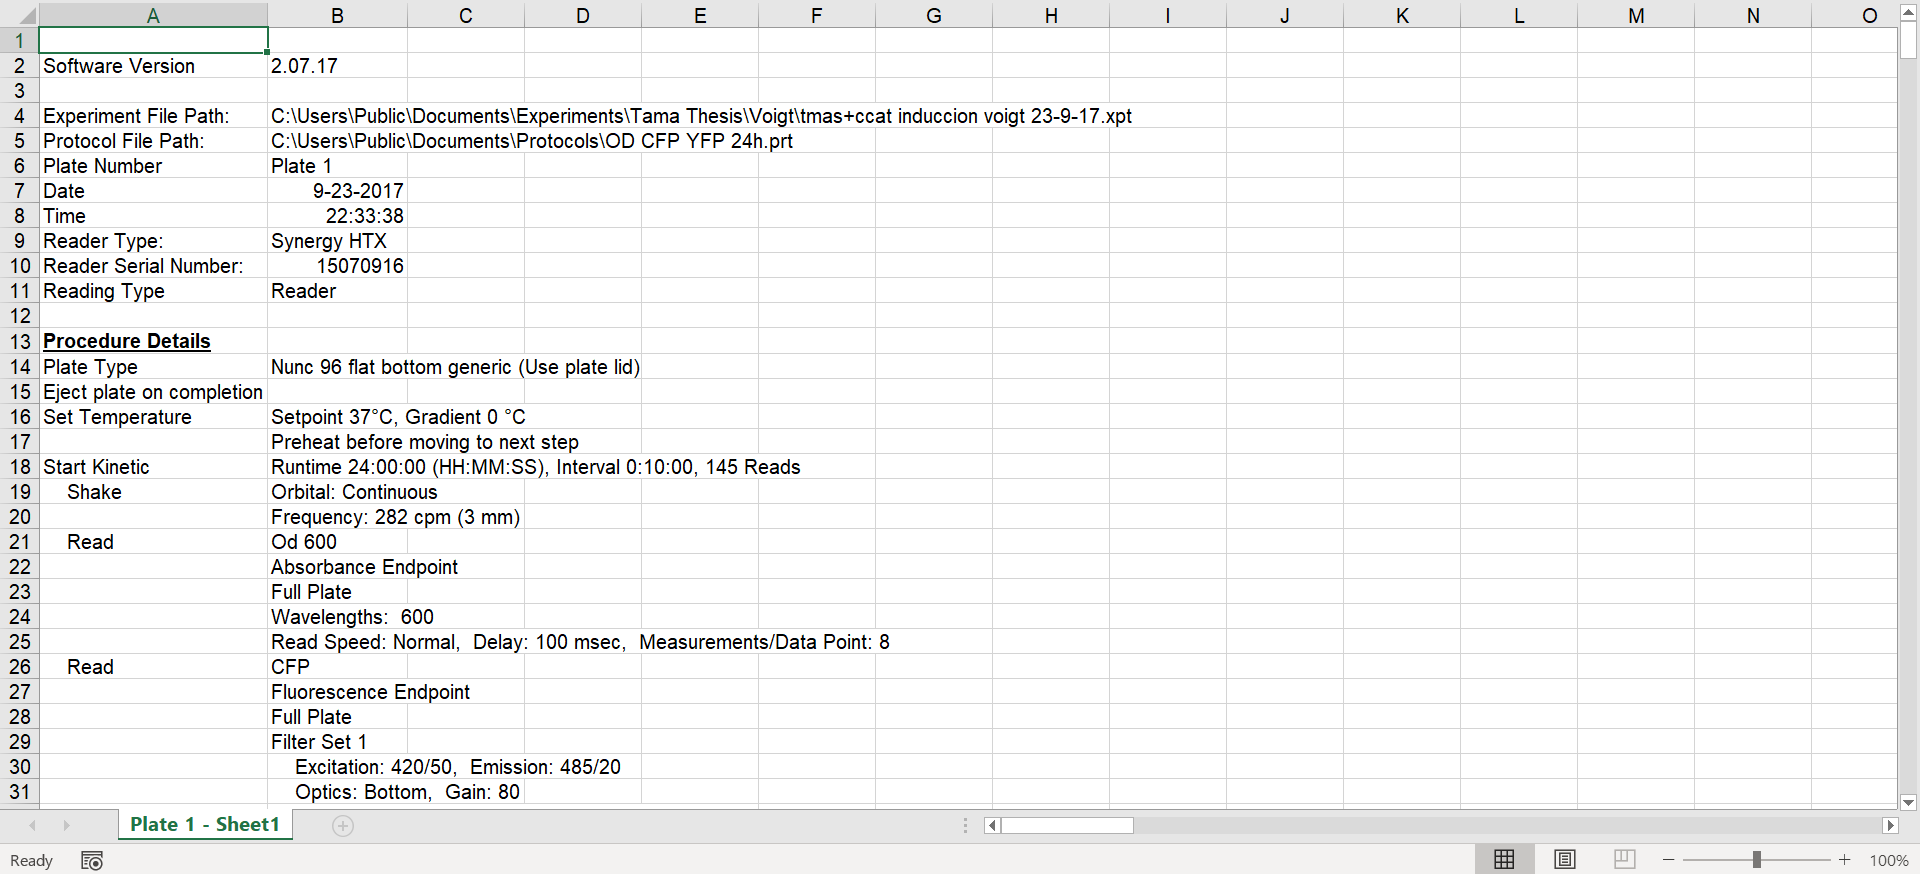 A B C D E F G H I J K L M N O
1
2 Software Version 2.07.17
3
4 Experiment File Path: C:\Users\Public\Documents\Experiments\Tama Thesis\Voigt\tmas+ccat induccion voigt 23-9-17.xpt
5 Protocol File Path: C:\Users\Public\Documents\Protocols\OD CFP YFP 24h.prt
6 Plate Number Plate 1
7 Date 9-23-2017
8 Time 22:33:38
9 Reader Type: Synergy HTX
10 Reader Serial Number: 15070916
11 Reading Type Reader
12
13 Procedure Details
14 Plate Type Nunc 96 flat bottom generic (Use plate lid)
15 Eject plate on completion
16 Set Temperature Setpoint 37°C, Gradient 0 °C
17 Preheat before moving to next step
18 Start Kinetic Runtime 24:00:00 (HH:MM:SS), Interval 0:10:00, 145 Reads
19 Shake Orbital: Continuous
20 Frequency: 282 cpm (3 mm)
21 Read Od 600
22 Absorbance Endpoint
23 Full Plate
24 Wavelengths:  600
25 Read Speed: Normal,  Delay: 100 msec,  Measurements/Data Point: 8
26 Read CFP
27 Fluorescence Endpoint
28 Full Plate
29 Filter Set 1
30 Excitation: 420/50,  Emission: 485/20
31 Optics: Bottom,  Gain: 80
Plate 1 - Sheet1
Ready 100%